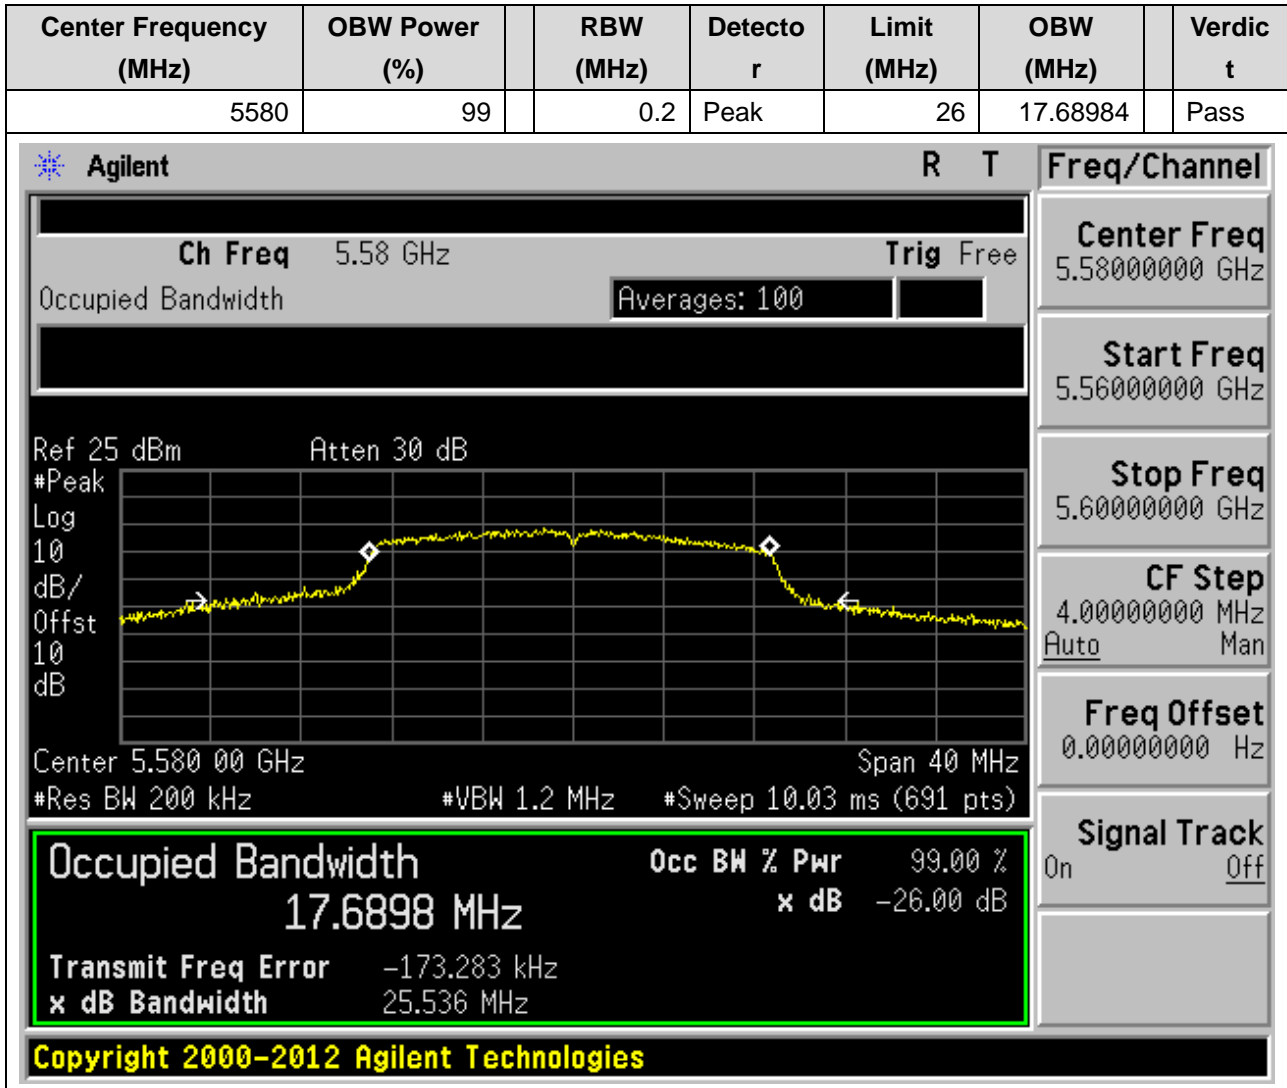 Center Frequency (MHz) OBW Power (%) RBW (MHz) Detector Limit (MHz) OBW (MHz) Verdict
5580 99 0.2 Peak 26 17.68984 Pass
Agilent R T
Ch Freq 5.58 GHz Trig Free
Occupied Bandwidth Averages: 100
Ref 25 dBm Atten 30 dB
#Peak
Log
10
dB/
Offst
10
dB
Center 5.580 00 GHz Span 40 MHz
#Res BW 200 kHz #VBW 1.2 MHz #Sweep 10.03 ms (691 pts)
Occupied Bandwidth Occ BW % Pwr 99.00 %
17.6898 MHz x dB -26.00 dB
Transmit Freq Error -173.283 kHz
x dB Bandwidth 25.536 MHz
Copyright 2000-2012 Agilent Technologies
Freq/Channel
Center Freq
5.58000000 GHz
Start Freq
5.56000000 GHz
Stop Freq
5.60000000 GHz
CF Step
4.00000000 MHz
Auto Man
Freq Offset
0.00000000 Hz
Signal Track
On Off